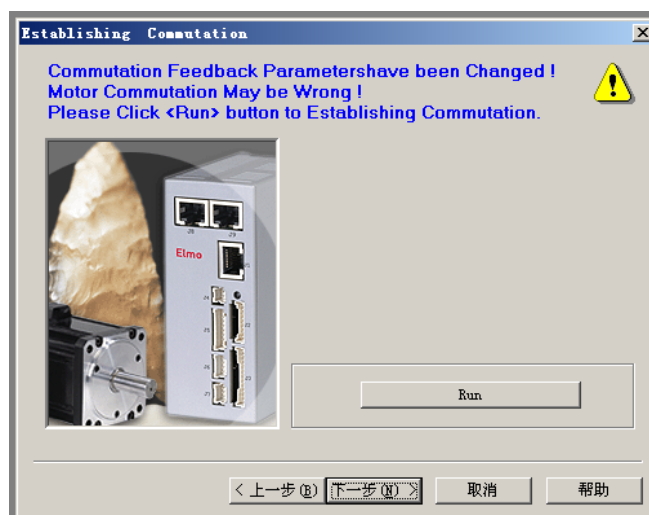 Establishing Commutation
Commutation Feedback Parametershave been Changed !
Motor Commutation May be Wrong !
Please Click <Run> button to Establishing Commutation.
Elmo
Run
< 上一步(B)
下一步(N) >
取消
帮助